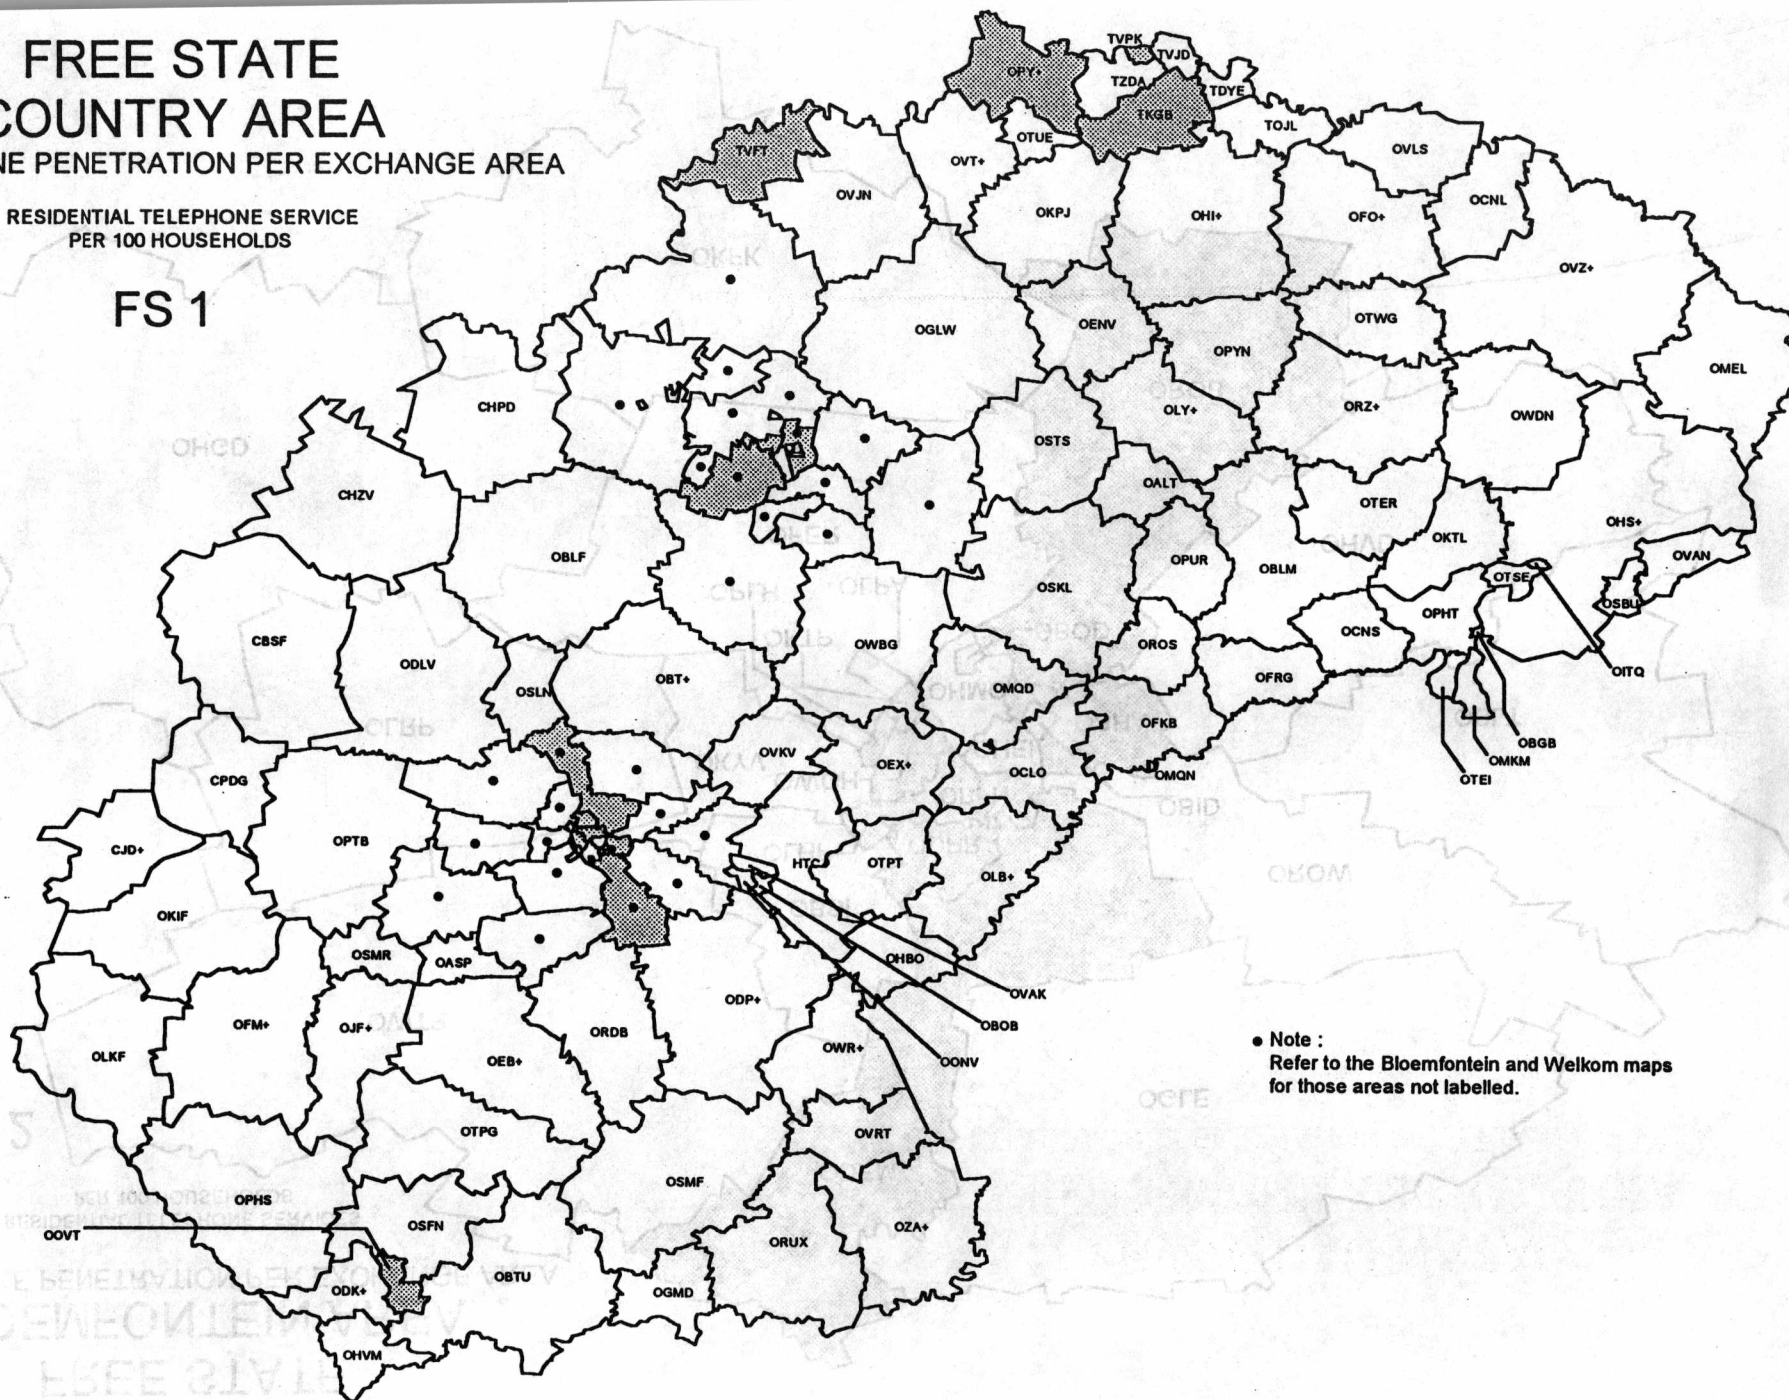 FREE STATE
COUNTRY AREA
NE PENETRATION PER EXCHANGE AREA
RESIDENTIAL TELEPHONE SERVICE
PER 100 HOUSEHOLDS
FS 1
OPY+
TVPK
TVJD
TZDA
TDYE
TKGB
TOJL
OTUE
TVFT
OVT+
OVLS
OVJN
OKPJ
OHI+
OFO+
OCNL
OVZ+
OGLW
OENV
OTWG
OPYN
OMEL
CHPD
OLY+
ORZ+
OWDN
OSTS
CHZV
OALT
OTER
OHS+
OKTL
OVAN
OBLF
OPUR
OBLM
OTSE
OSKL
OSBU
OPHT
OCNS
CBSF
ODLV
OWBG
OROS
OITQ
OFRG
OBT+
OSLN
OMQD
OFKB
OBGB
OMKM
OTEI
OVKV
OEX+
OCLO
OMQN
CPDG
CJD+
OPTB
OTPT
OLB+
OKIF
OSMR
OASP
OHBO
OVAK
ODP+
OBOB
OFM+
OJF+
ORDB
OWR+
OLKF
OEB+
OONV
● Note :
Refer to the Bloemfontein and Welkom maps
for those areas not labelled.
OTPG
OVRT
OPHS
OSMF
OSFN
OZA+
OOVT
ORUX
OBTU
ODK+
OGMD
OHVM